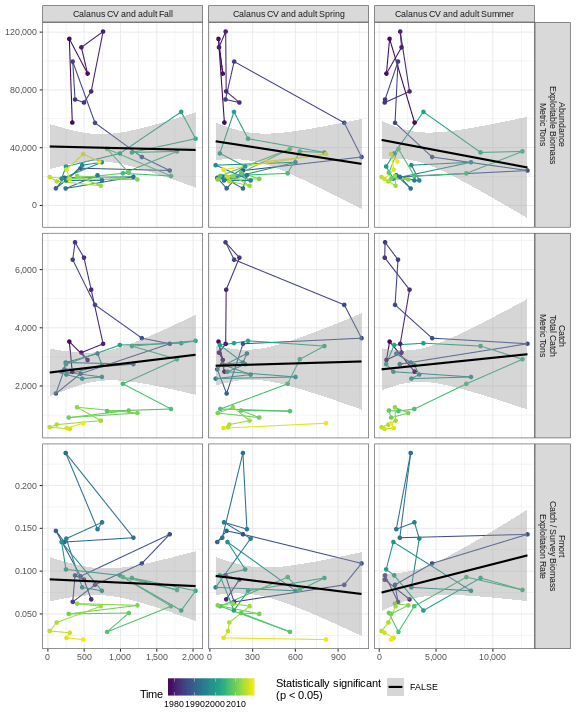 Calanus CV and adult Fall
Calanus CV and adult Spring
Calanus CV and adult Summer
120,000
80,000
40,000
0
Abundance
Exploitable Biomass
Metric Tons
6,000
4,000
2,000
Catch
Total Catch
Metric Tons
0.200
0.150
0.100
0.050
Fmort
Catch / Survey Biomass
Exploitation Rate
0 500 1,000 1,500 2,000
0 300 600 900
0 5,000 10,000
Time
1980 1990 2000 2010
Statistically significant
(p < 0.05)
FALSE